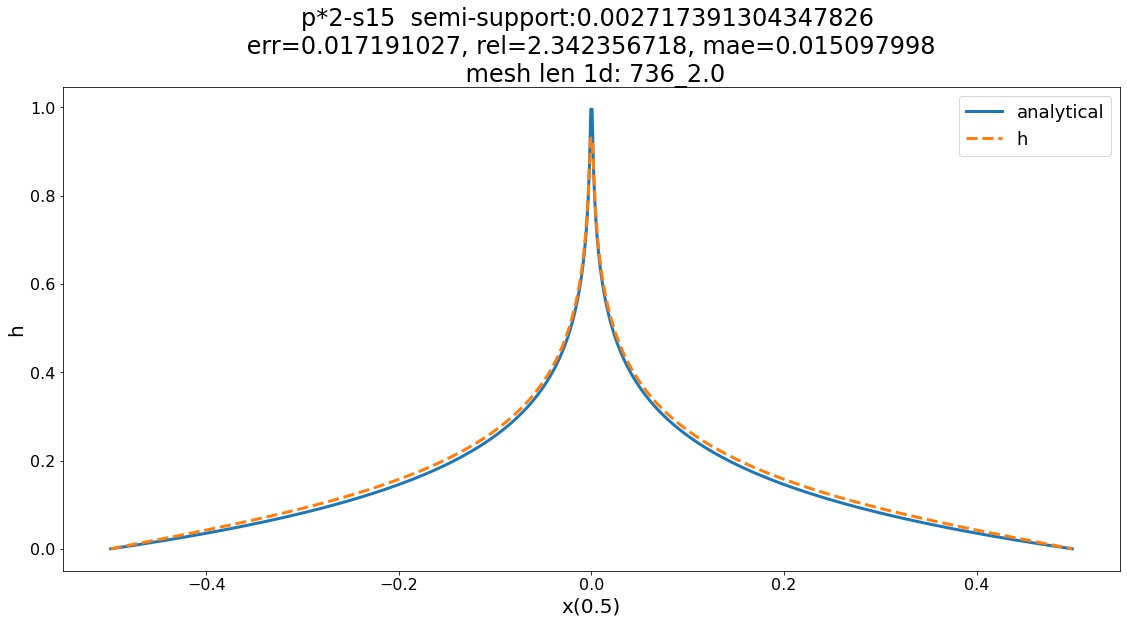 p*2-s15  semi-support:0.002717391304347826
err=0.017191027, rel=2.342356718, mae=0.015097998
mesh len 1d: 736_2.0
analytical
h
1.0
0.8
0.6
0.4
0.2
0.0
h
−0.4
−0.2
0.0
0.2
0.4
x(0.5)